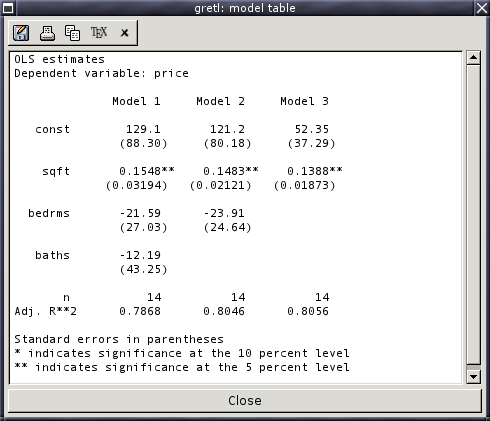 gretl: model table
TEX
OLS estimates
Dependent variable: price
Model 1 Model 2 Model 3
const 129.1 121.2 52.35
(88.30) (80.18) (37.29)
sqft 0.1548** 0.1483** 0.1388**
(0.03194) (0.02121) (0.01873)
bedrms -21.59 -23.91
(27.03) (24.64)
baths -12.19
(43.25)
n 14 14 14
Adj. R**2 0.7868 0.8046 0.8056
Standard errors in parentheses
* indicates significance at the 10 percent level
** indicates significance at the 5 percent level
Close